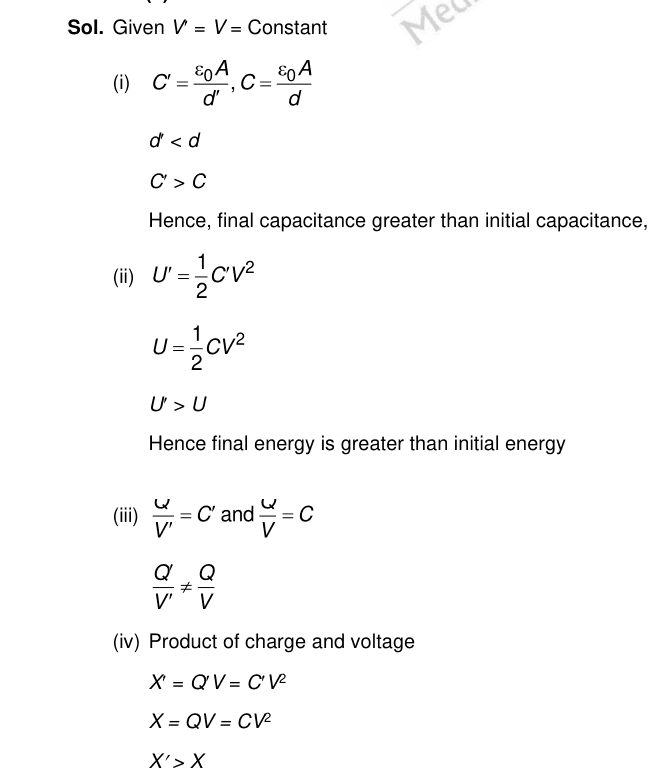 Sol. Given V′ = V = Constant
(i) C′ = ε₀A/d′, C = ε₀A/d
d′ < d
C′ > C
Hence, final capacitance greater than initial capacitance,
(ii) U′ = 1/2 C′V²
U = 1/2 CV²
U′ > U
Hence final energy is greater than initial energy
(iii) Q/V′ = C′ and Q/V = C
Q′/V′ ≠ Q/V
(iv) Product of charge and voltage
X′ = Q′V = C′V²
X = QV = CV²
X′ > X